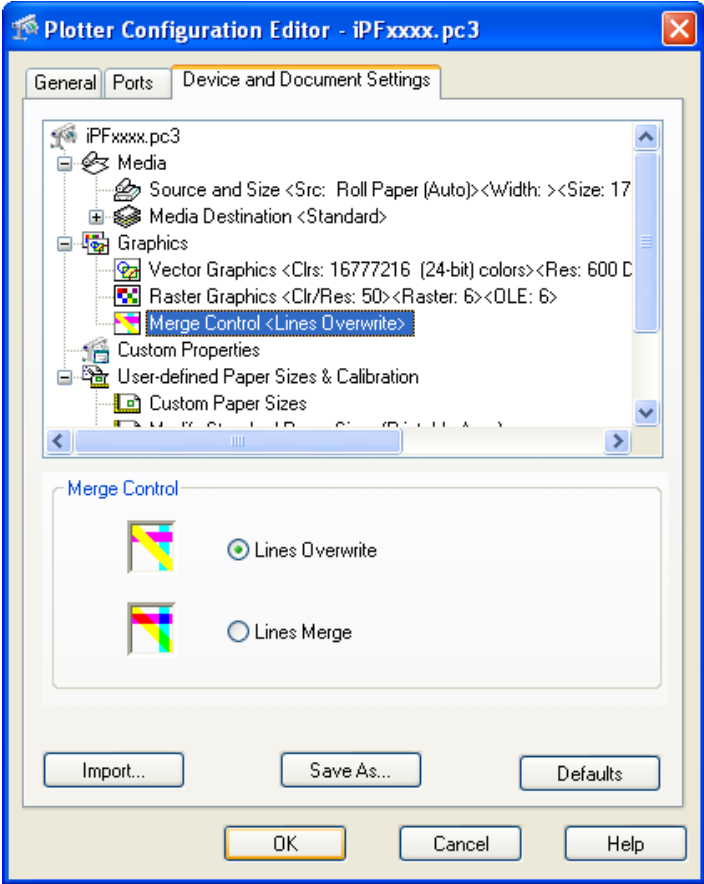 Plotter Configuration Editor - iPFxxxx.pc3
General Ports Device and Document Settings
iPFxxxx.pc3
Media
Source and Size <Src: Roll Paper (Auto)><Width: ><Size: 17
Media Destination <Standard>
Graphics
Vector Graphics <Clrs: 16777216 (24-bit) colors><Res: 600 D
Raster Graphics <Clr/Res: 50><Raster: 6><OLE: 6>
Merge Control <Lines Overwrite>
Custom Properties
User-defined Paper Sizes & Calibration
Custom Paper Sizes
Merge Control
Lines Overwrite
Lines Merge
Import... Save As... Defaults
OK Cancel Help